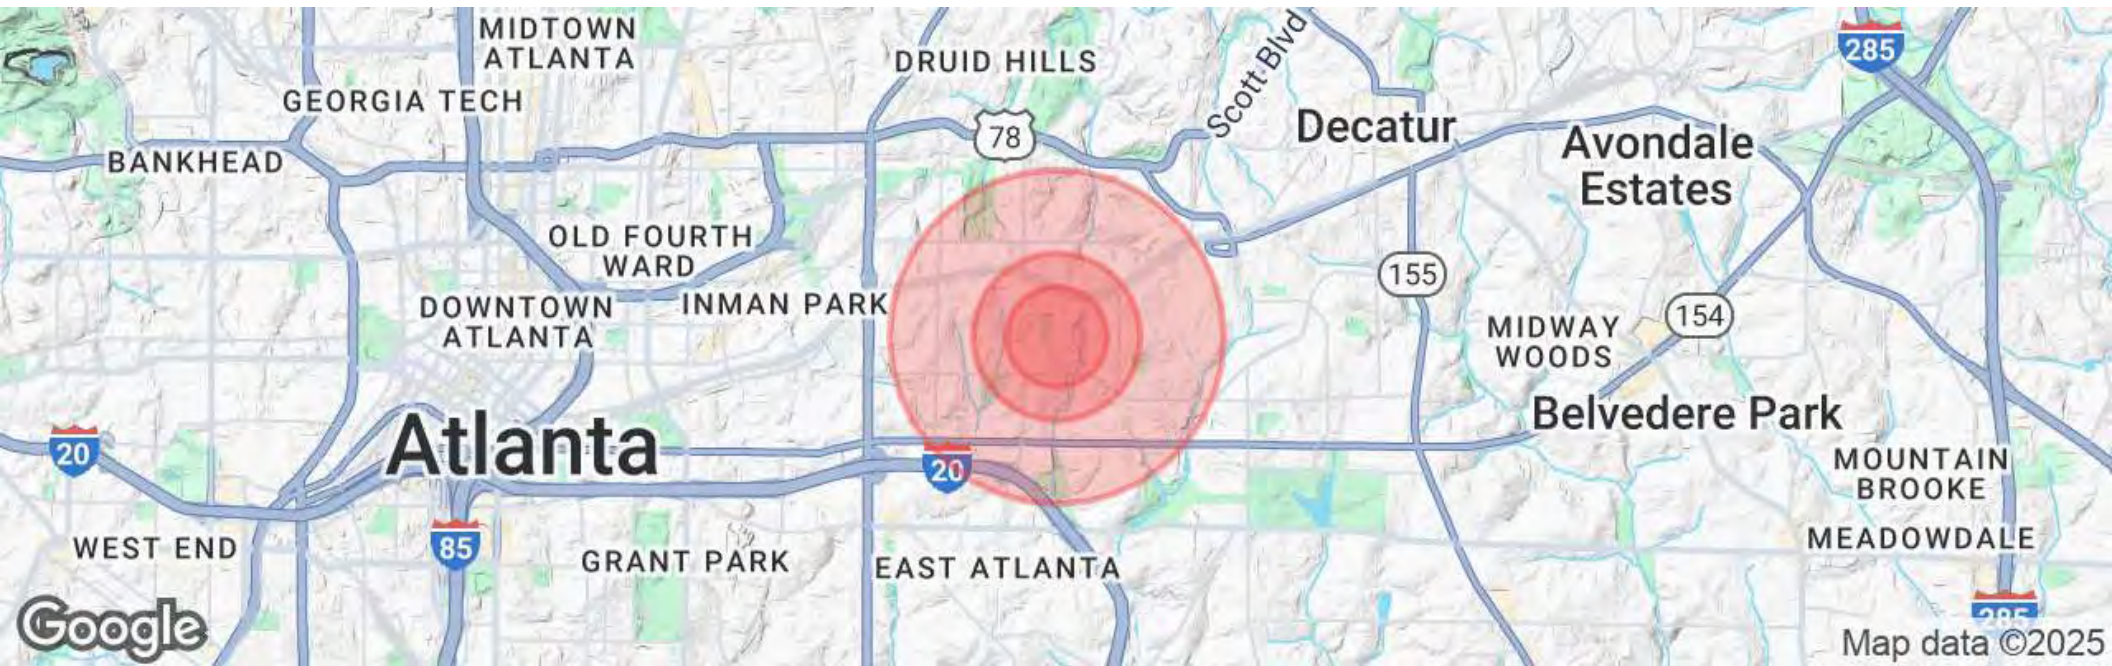 MIDTOWN
ATLANTA
DRUID HILLS
Scott Blvd
285
GEORGIA TECH
78
Decatur
Avondale
Estates
BANKHEAD
OLD FOURTH
WARD
155
DOWNTOWN
ATLANTA
INMAN PARK
MIDWAY
WOODS
154
Atlanta
Belvedere Park
20
20
MOUNTAIN
BROOKE
WEST END
85
GRANT PARK
EAST ATLANTA
MEADOWDALE
285
Google
Map data ©2025